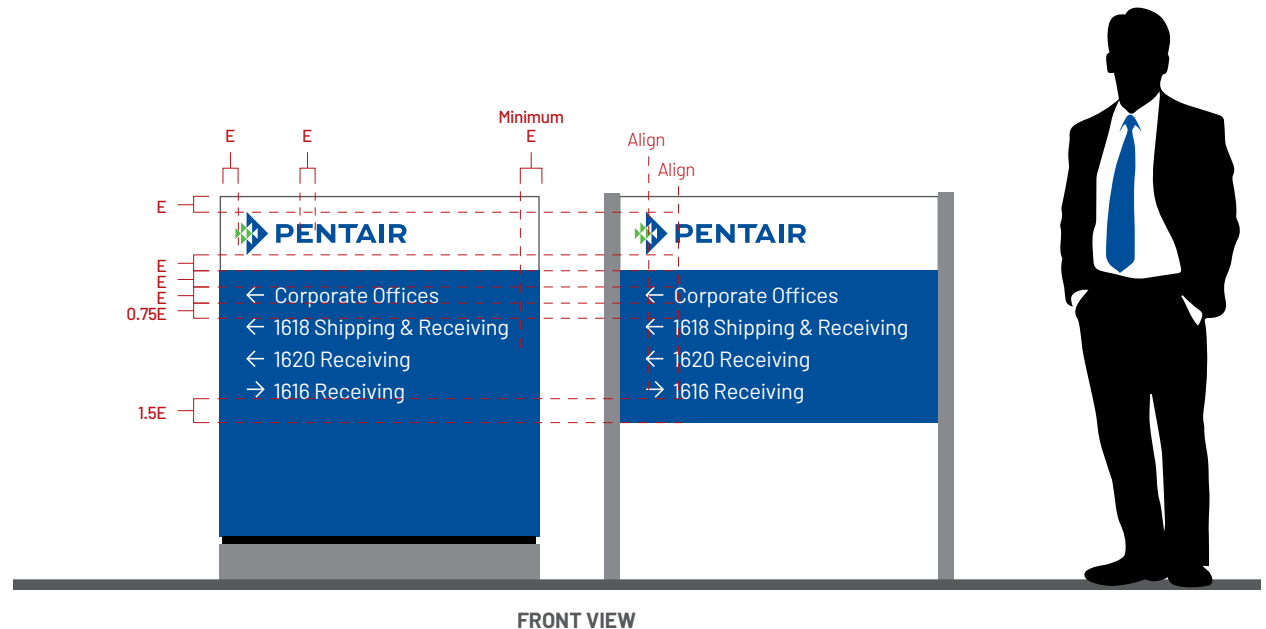 Minimum
E E E
Align
Align
E
PENTAIR PENTAIR
E
E
E
0.75E
← Corporate Offices ← Corporate Offices
← 1618 Shipping & Receiving ← 1618 Shipping & Receiving
← 1620 Receiving ← 1620 Receiving
→ 1616 Receiving → 1616 Receiving
1.5E
FRONT VIEW